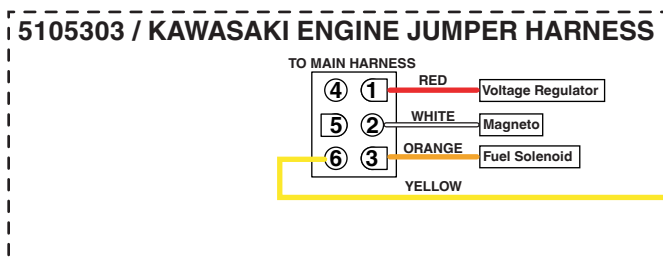 5105303 / KAWASAKI ENGINE JUMPER HARNESS
TO MAIN HARNESS
4 1 RED Voltage Regulator
5 2 WHITE Magneto
6 3 ORANGE Fuel Solenoid
YELLOW